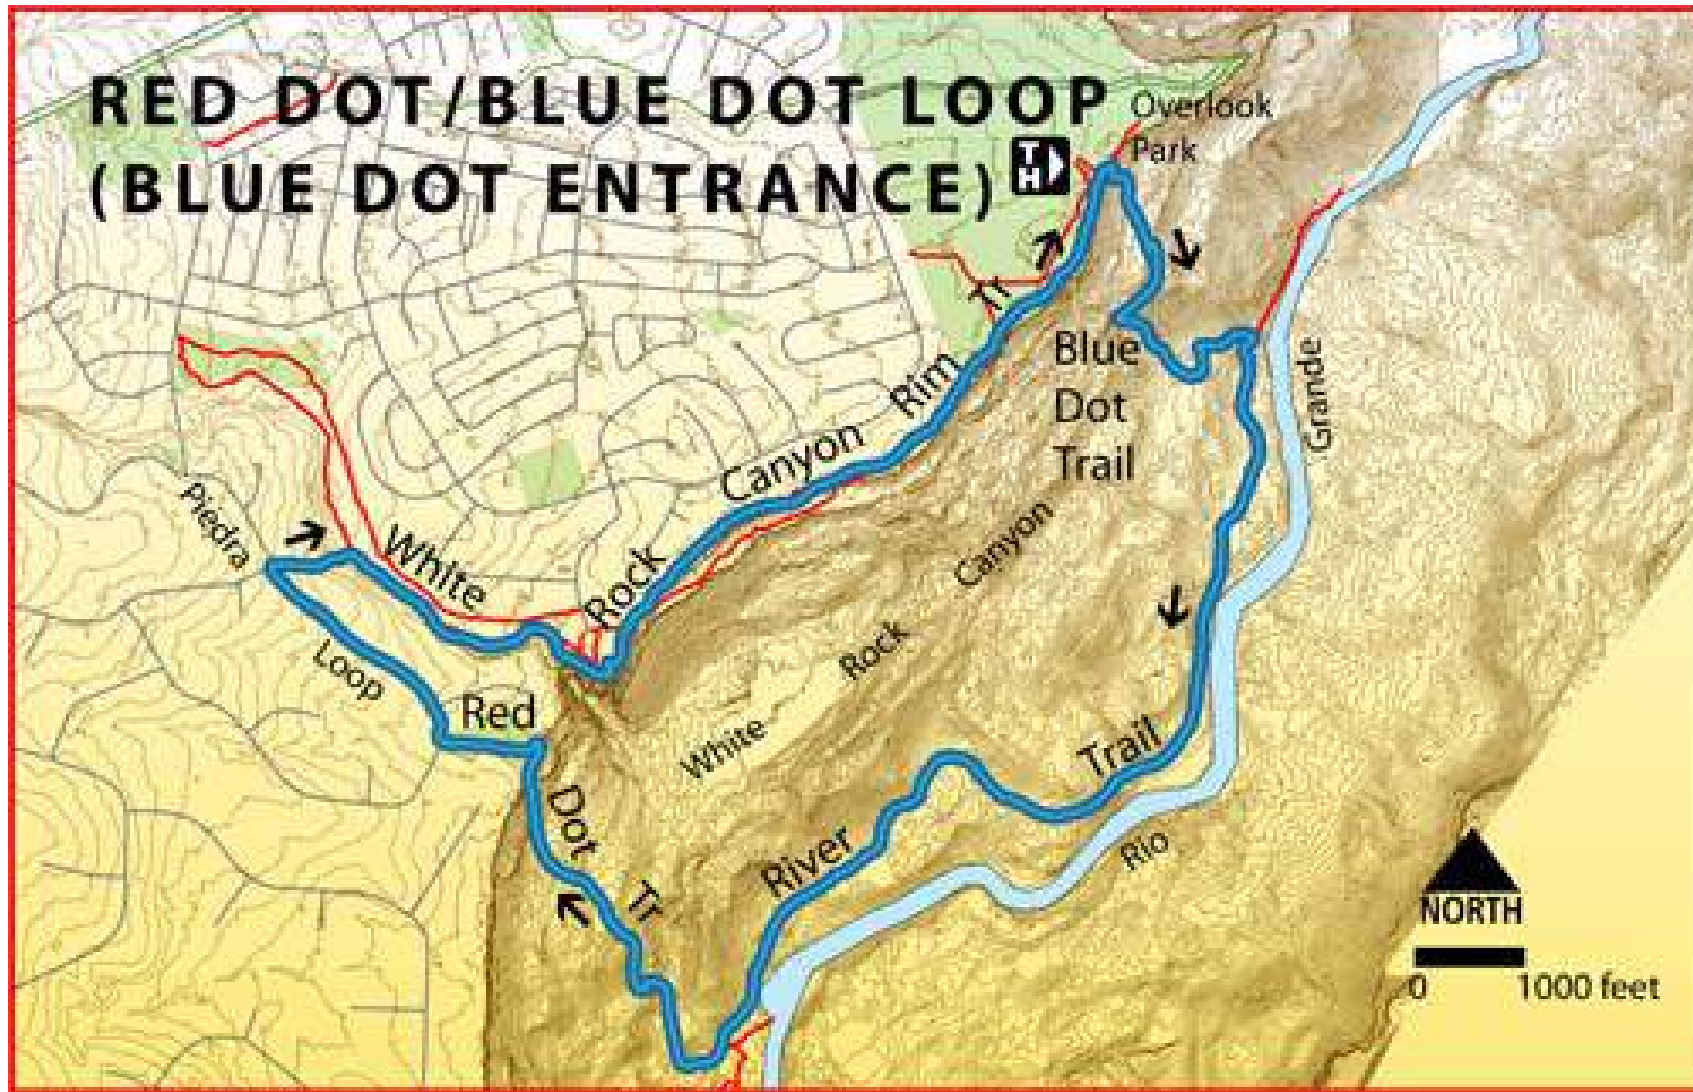 RED DOT/BLUE DOT LOOP
(BLUE DOT ENTRANCE)
TH
Overlook
Park
Blue
Dot
Trail
Grande
White Rock Canyon Rim Tr
Piedra Loop
White Rock Canyon
Red Dot Tr
River Trail
Rio
NORTH
0 1000 feet